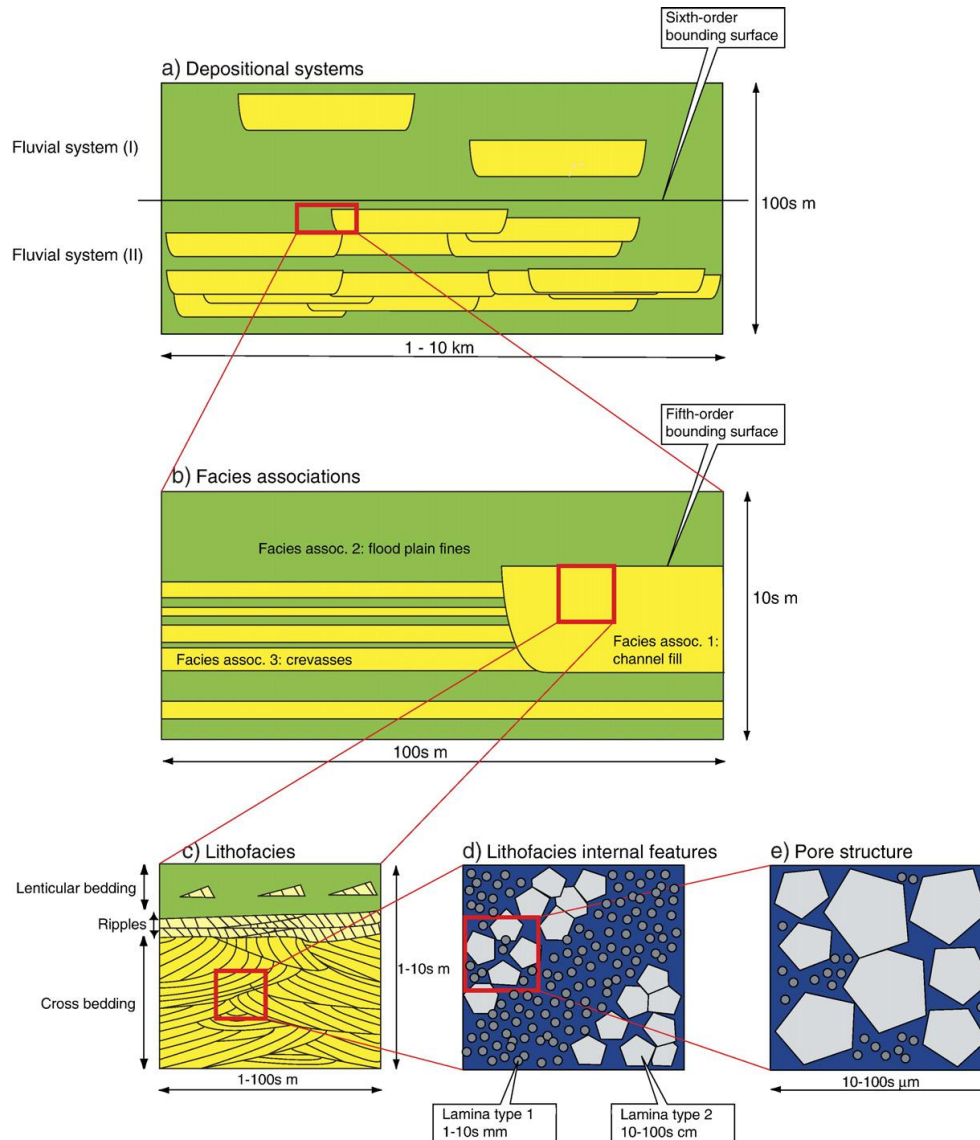 Sixth-order
bounding surface
a) Depositional systems
Fluvial system (I)
100s m
Fluvial system (II)
1 - 10 km
Fifth-order
bounding surface
b) Facies associations
Facies assoc. 2: flood plain fines
10s m
Facies assoc. 1:
channel fill
Facies assoc. 3: crevasses
100s m
c) Lithofacies
d) Lithofacies internal features
e) Pore structure
Lenticular bedding
Ripples
1-10s m
Cross bedding
1-100s m
10-100s μm
Lamina type 1
1-10s mm
Lamina type 2
10-100s cm